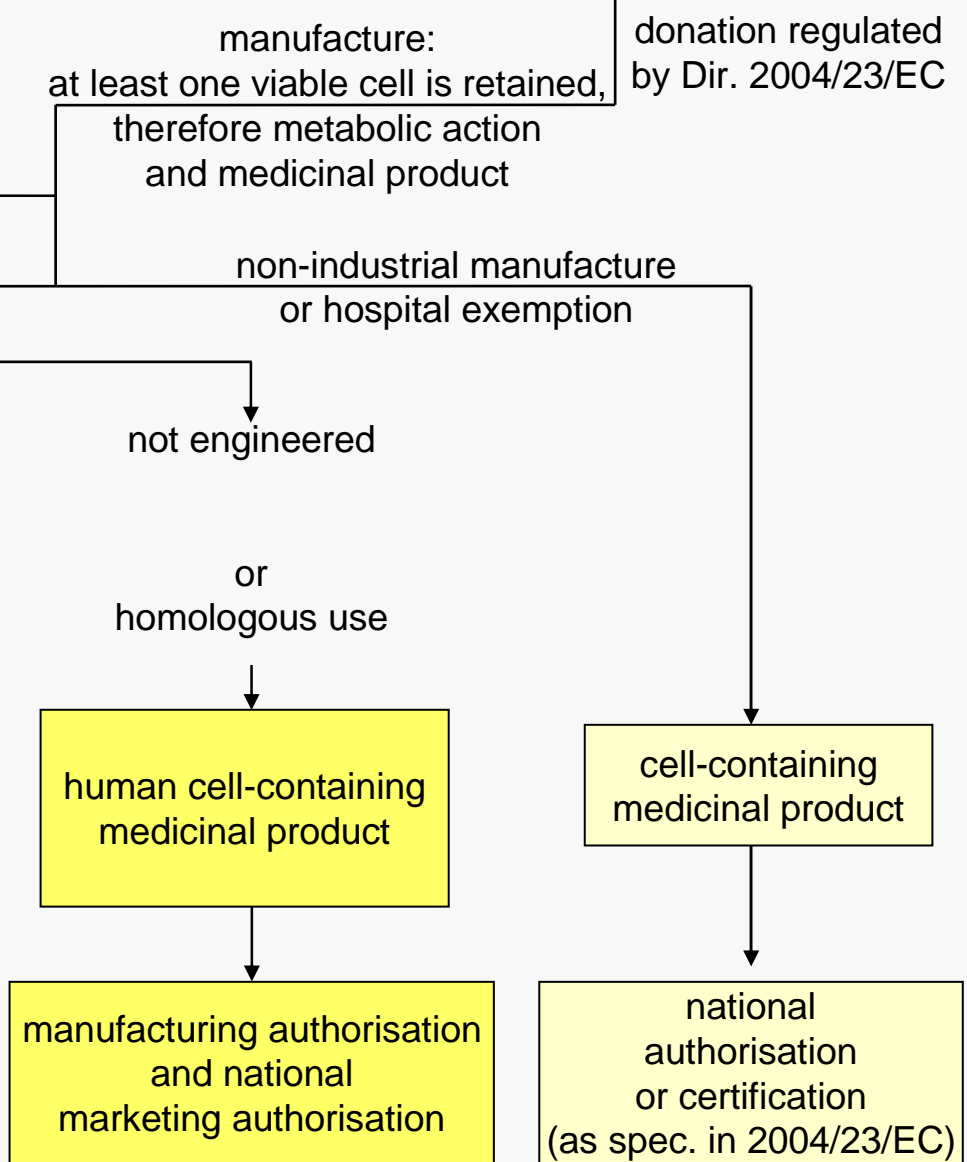 manufacture:
at least one viable cell is retained,
therefore metabolic action
and medicinal product
donation regulated
by Dir. 2004/23/EC
non-industrial manufacture
or hospital exemption
not engineered
or
homologous use
human cell-containing
medicinal product
cell-containing
medicinal product
manufacturing authorisation
and national
marketing authorisation
national
authorisation
or certification
(as spec. in 2004/23/EC)